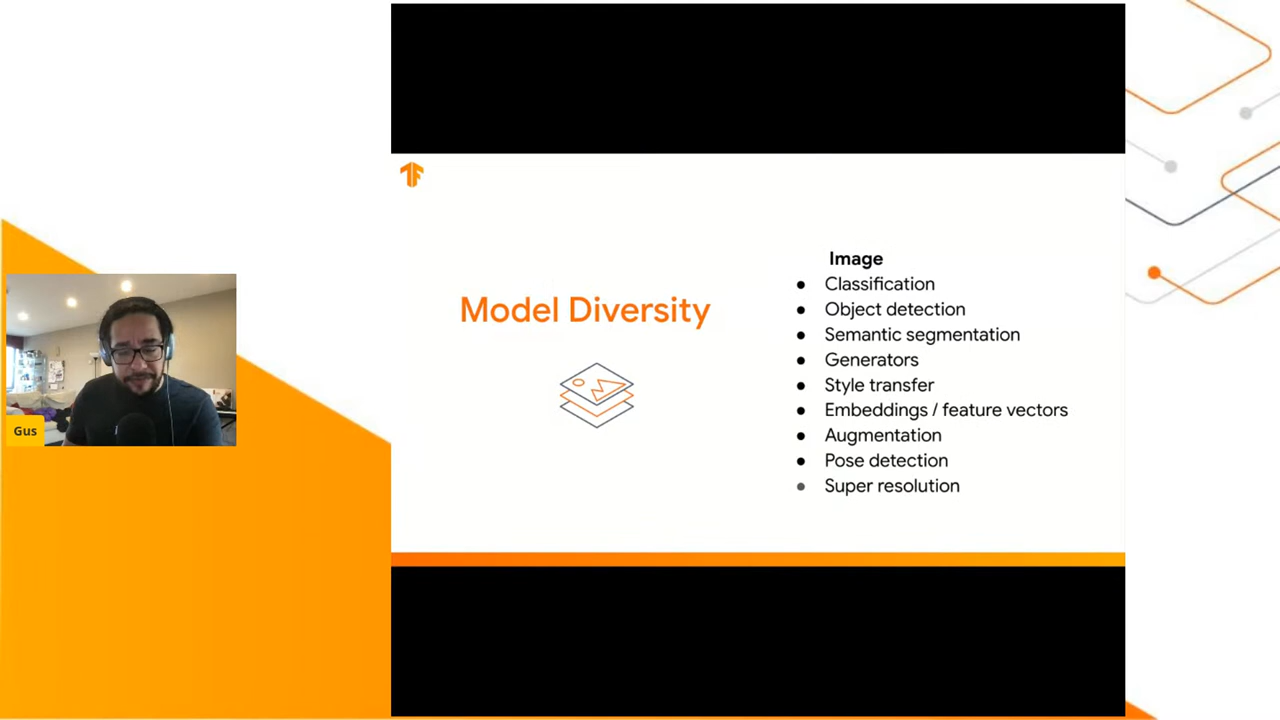 Gus
Model Diversity
Image
Classification
Object detection
Semantic segmentation
Generators
Style transfer
Embeddings / feature vectors
Augmentation
Pose detection
Super resolution